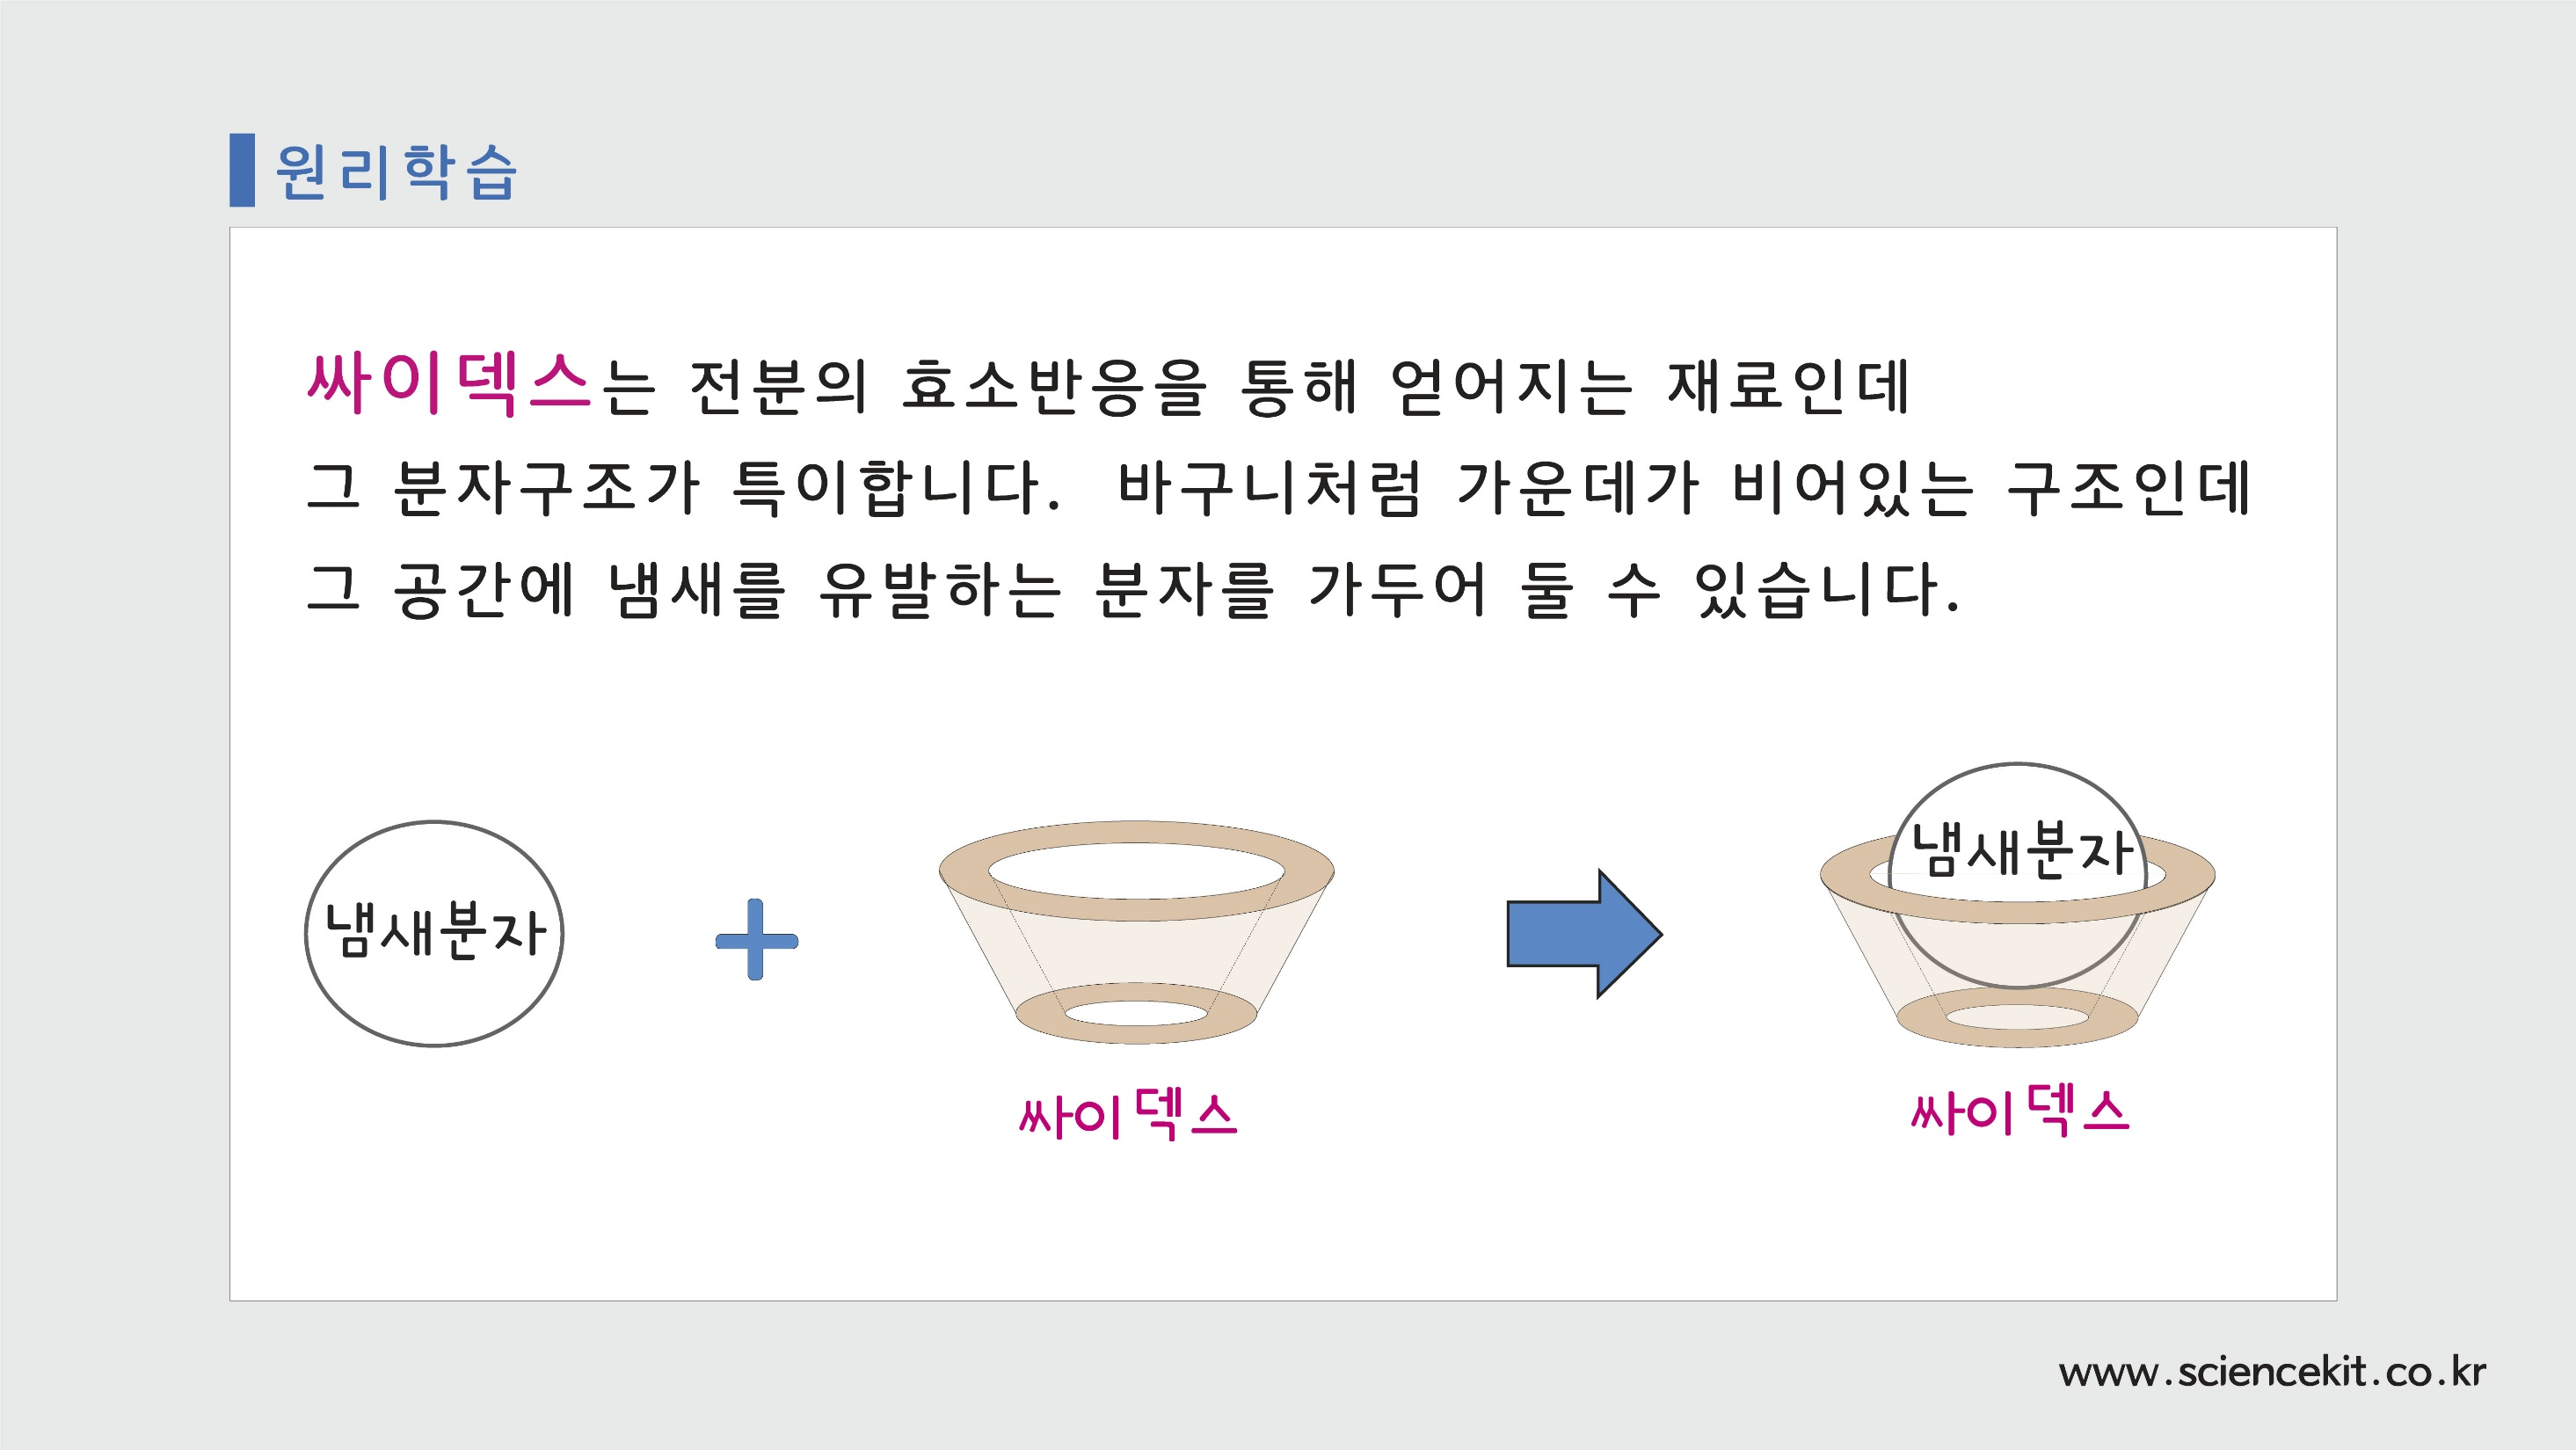 원리학습
싸이덱스는 전분의 효소반응을 통해 얻어지는 재료인데
그 분자구조가 특이합니다. 바구니처럼 가운데가 비어있는 구조인데
그 공간에 냄새를 유발하는 분자를 가두어 둘 수 있습니다.
냄새분자
냄새분자
싸이덱스
싸이덱스
www.sciencekit.co.kr